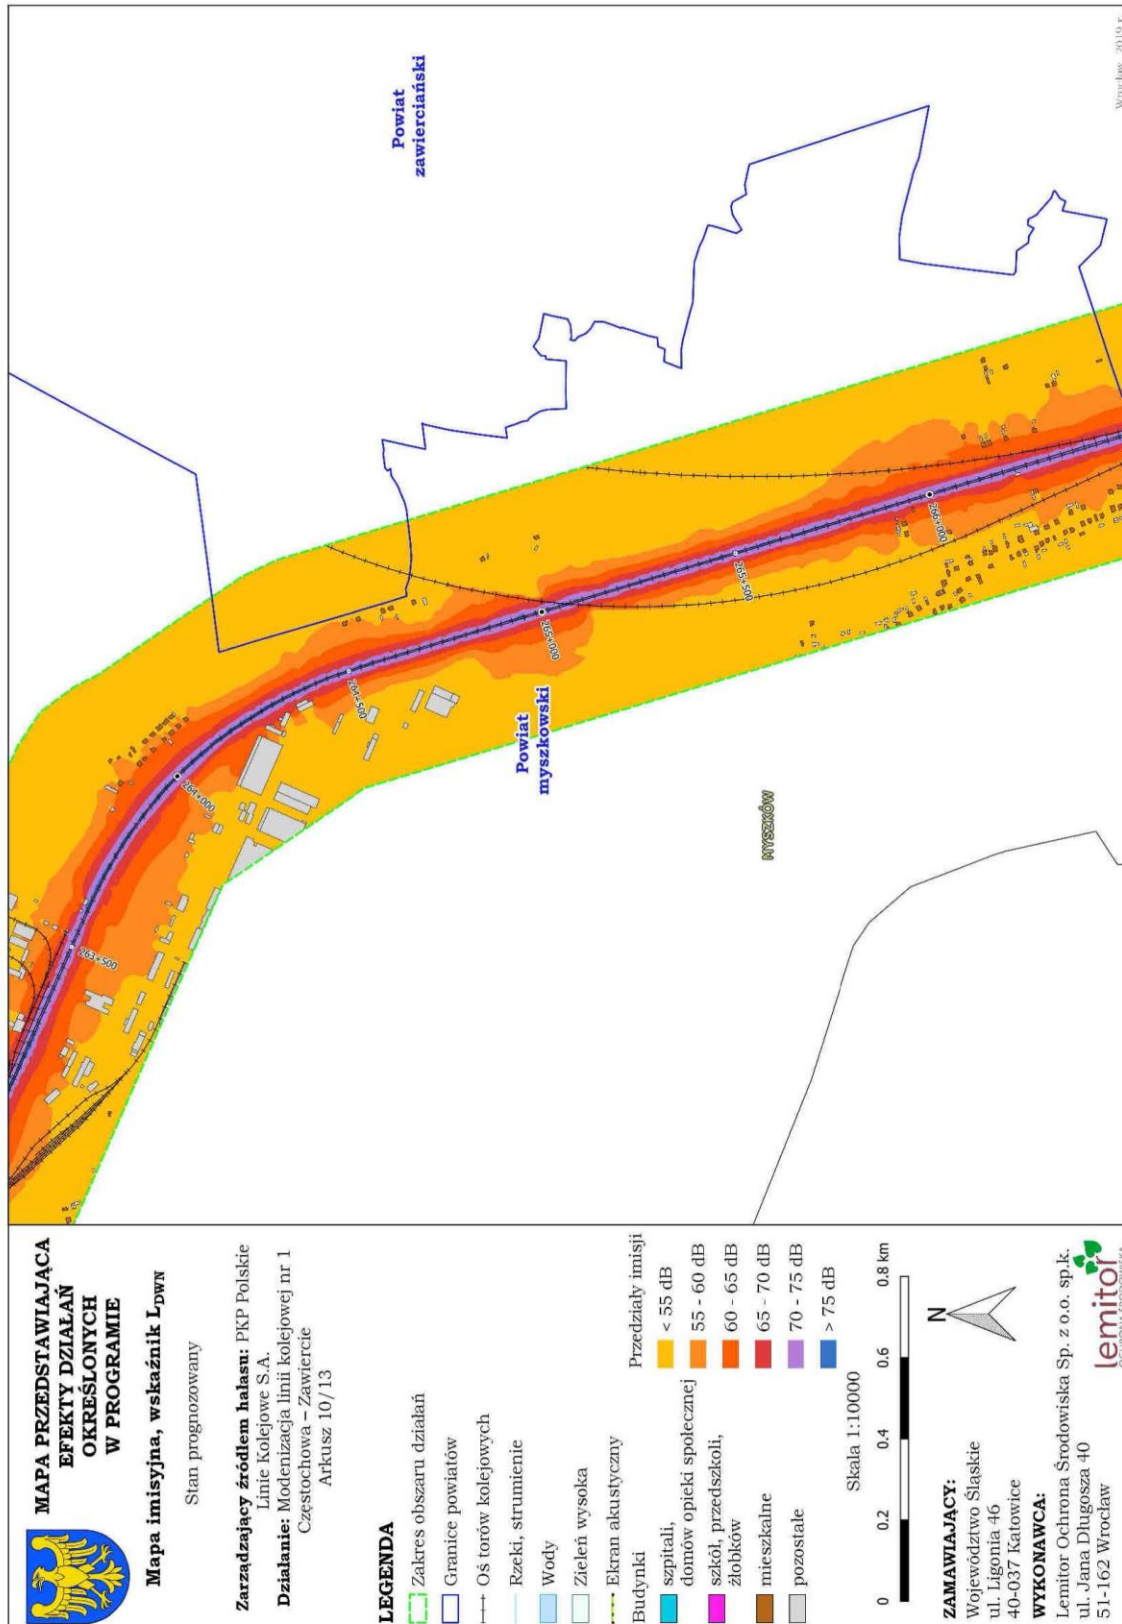 MAPA PRZEDSTAWIAJĄCA
EFEKTY DZIAŁAŃ
OKREŚLONYCH
W PROGRAMIE
Mapa imisyjna, wskaźnik LDWN
Stan prognozowany
Zarządzający źródłem hałasu: PKP Polskie
Linie Kolejowe S.A.
Działanie: Modenizacja linii kolejowej nr 1
Częstochowa – Zawiercie
Arkusz 10/13
LEGENDA
Zakres obszaru działań
Granice powiatów
Oś torów kolejowych
Rzeki, strumienie
Wody
Zieleń wysoka
Ekran akustyczny
Budynki
szpitali,
domów opieki społecznej
szkół, przedszkoli,
żłobków
mieszkalne
pozostałe
Przedziały imisji
< 55 dB
55 - 60 dB
60 - 65 dB
65 - 70 dB
70 - 75 dB
> 75 dB
Skala 1:10000
0
0.2
0.4
0.6
0.8 km
N
ZAMAWIAJĄCY:
Województwo Śląskie
ul. Ligonia 46
40-037 Katowice
WYKONAWCA:
Lemitor Ochrona Środowiska Sp. z o.o. sp.k.
ul. Jana Długosza 40
51-162 Wrocław
lemitor
OCHRONA ŚRODOWISKA
Powiat
zawierciański
Powiat
myszkowski
MYSZKÓW
263+500
264+000
264+500
265+000
265+500
266+000
Wrocław, 2019 r.